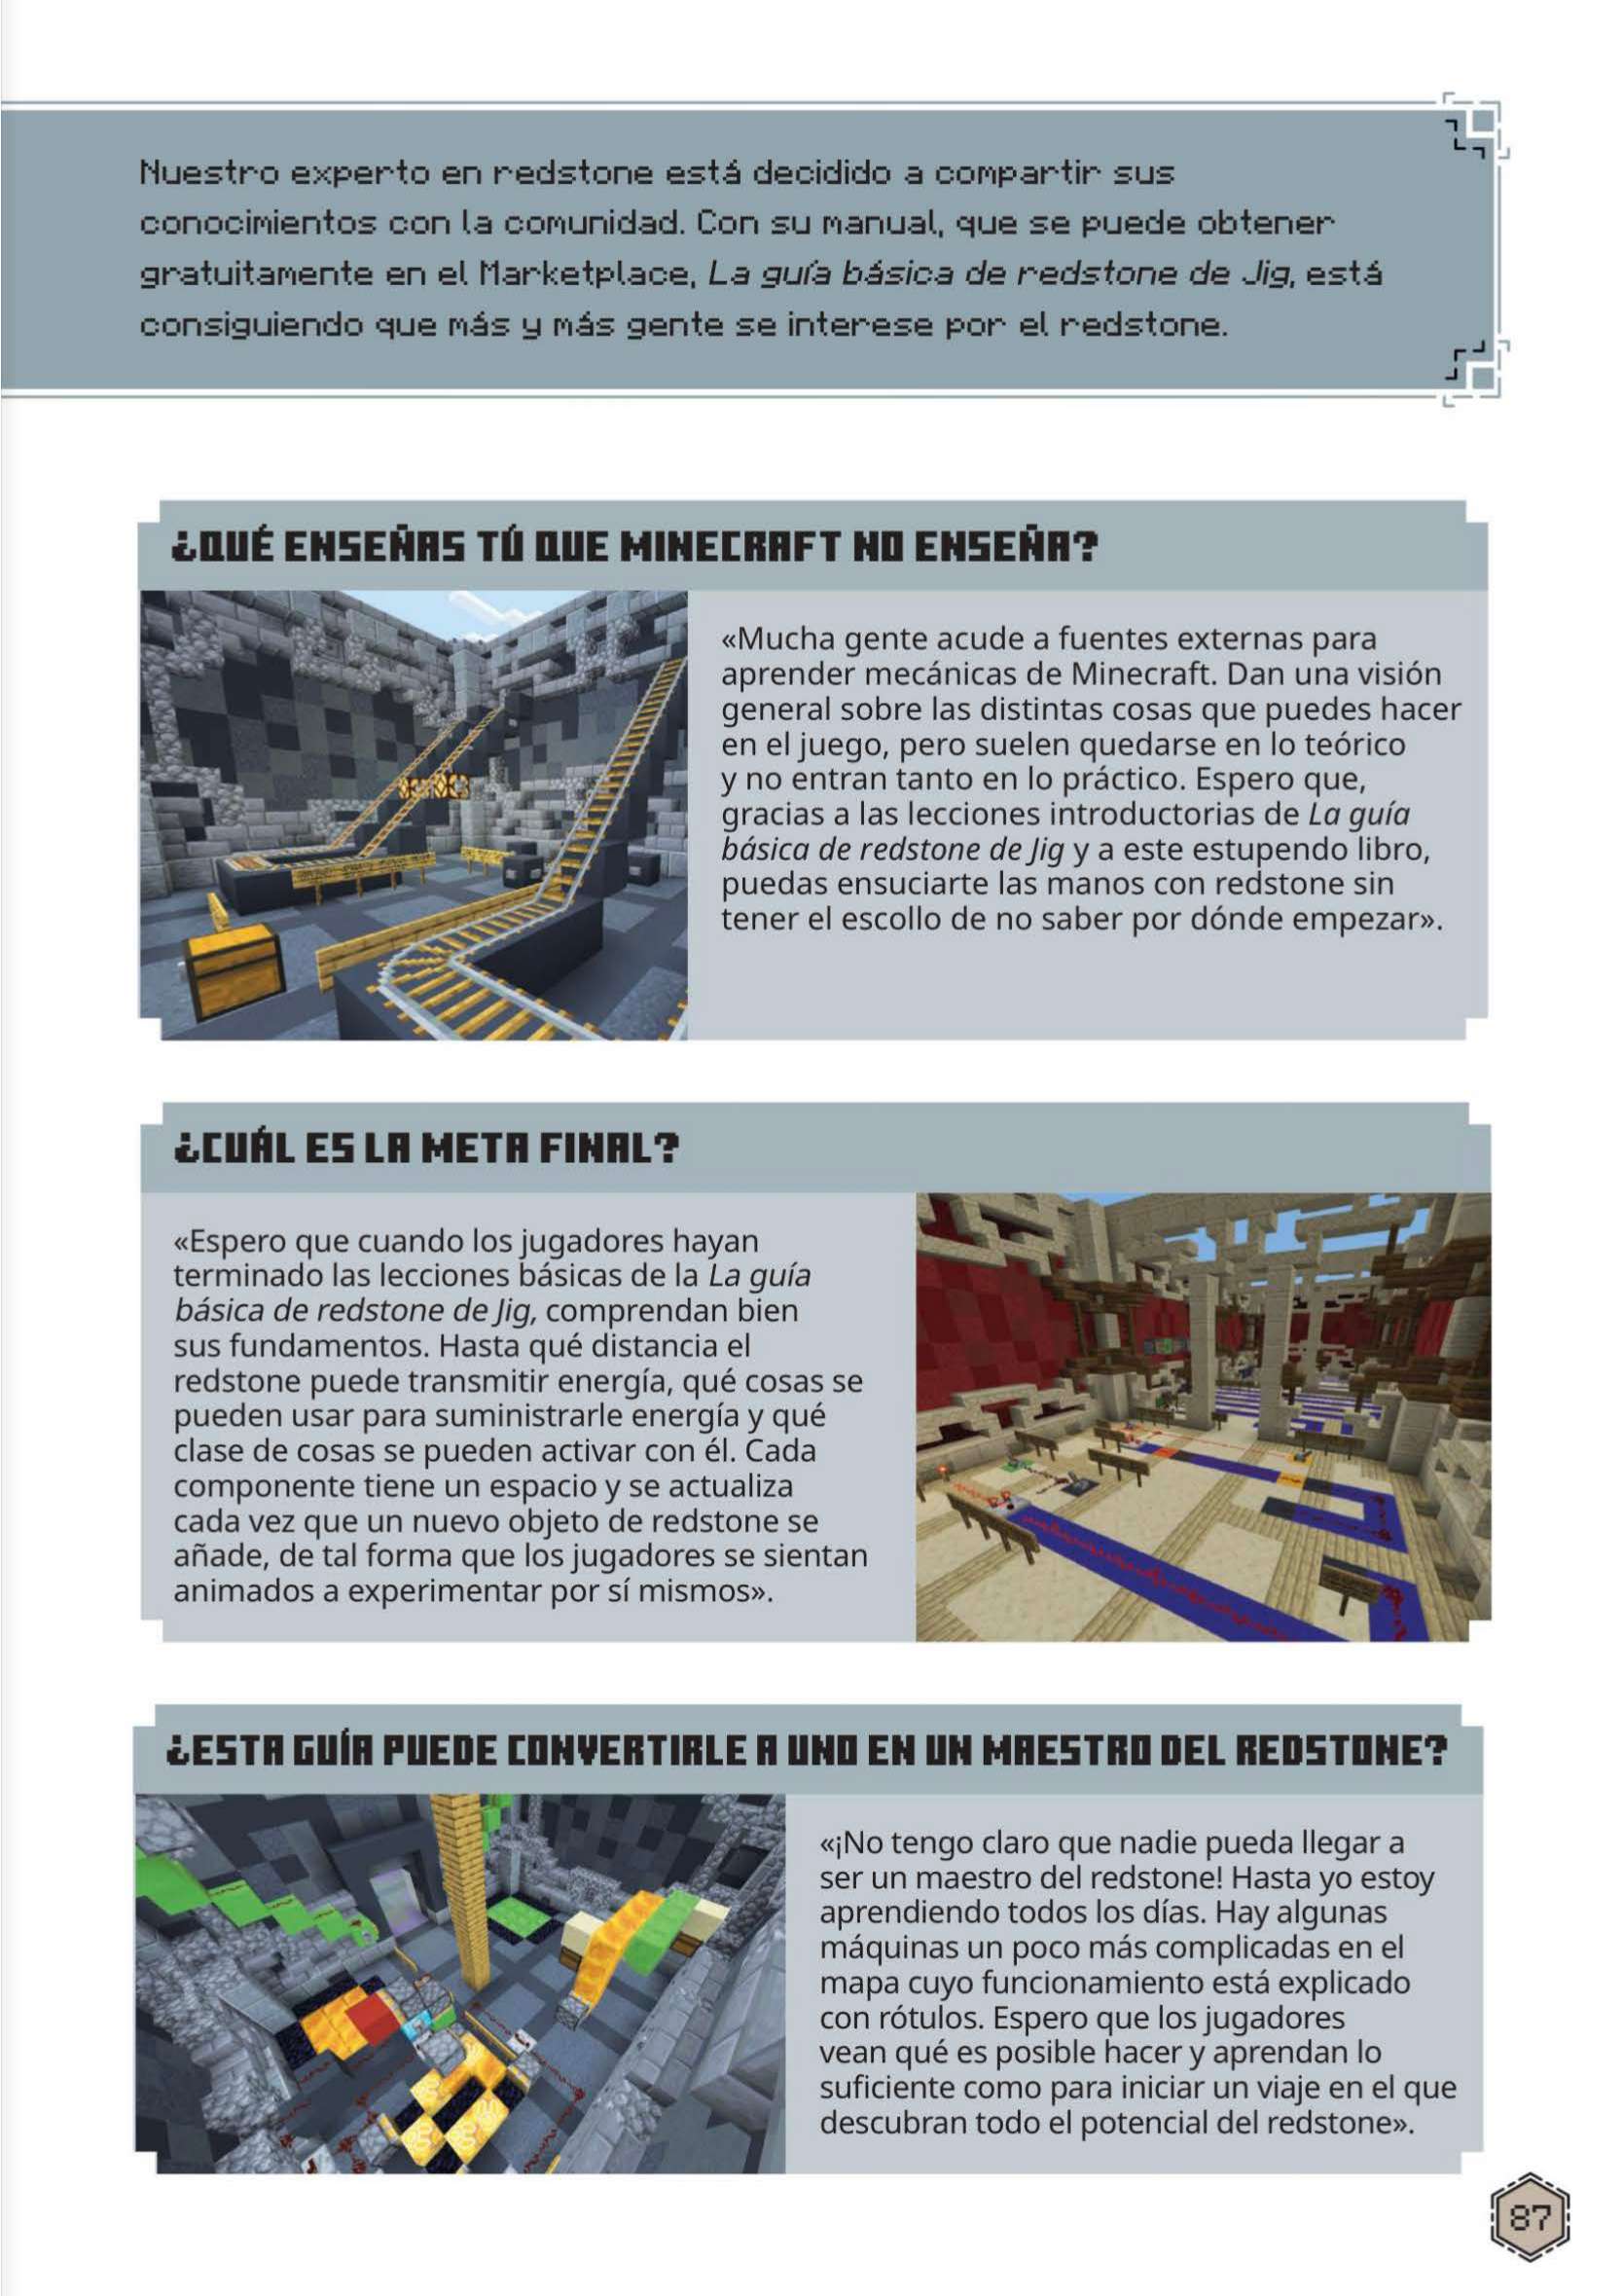 Nuestro experto en redstone está decidido a compartir sus
conocimientos con la comunidad. Con su manual, que se puede obtener
gratuitamente en el Marketplace, La guía básica de redstone de Jig, está
consiguiendo que más y más gente se interese por el redstone.
¿QUÉ ENSEÑAS TÚ QUE MINECRAFT NO ENSEÑA?
«Mucha gente acude a fuentes externas para
aprender mecánicas de Minecraft. Dan una visión
general sobre las distintas cosas que puedes hacer
en el juego, pero suelen quedarse en lo teórico
y no entran tanto en lo práctico. Espero que,
gracias a las lecciones introductorias de La guía
básica de redstone de Jig y a este estupendo libro,
puedas ensuciarte las manos con redstone sin
tener el escollo de no saber por dónde empezar».
¿CUÁL ES LA META FINAL?
«Espero que cuando los jugadores hayan
terminado las lecciones básicas de la La guía
básica de redstone de Jig, comprendan bien
sus fundamentos. Hasta qué distancia el
redstone puede transmitir energía, qué cosas se
pueden usar para suministrarle energía y qué
clase de cosas se pueden activar con él. Cada
componente tiene un espacio y se actualiza
cada vez que un nuevo objeto de redstone se
añade, de tal forma que los jugadores se sientan
animados a experimentar por sí mismos».
¿ESTA GUÍA PUEDE CONVERTIRLE A UNO EN UN MAESTRO DEL REDSTONE?
«¡No tengo claro que nadie pueda llegar a
ser un maestro del redstone! Hasta yo estoy
aprendiendo todos los días. Hay algunas
máquinas un poco más complicadas en el
mapa cuyo funcionamiento está explicado
con rótulos. Espero que los jugadores
vean qué es posible hacer y aprendan lo
suficiente como para iniciar un viaje en el que
descubran todo el potencial del redstone».
87